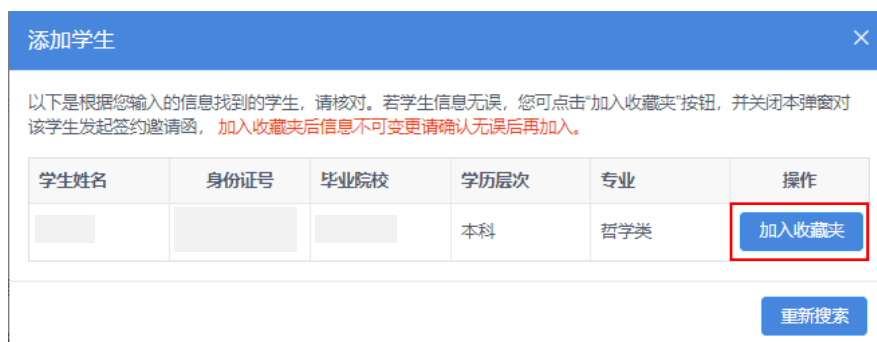 添加学生
以下是根据您输入的信息找到的学生，请核对。若学生信息无误，您可点击“加入收藏夹”按钮，并关闭本弹窗对
该学生发起签约邀请函，加入收藏夹后信息不可变更请确认无误后再加入。
学生姓名 身份证号 毕业院校 学历层次 专业 操作
本科 哲学类 加入收藏夹
重新搜索